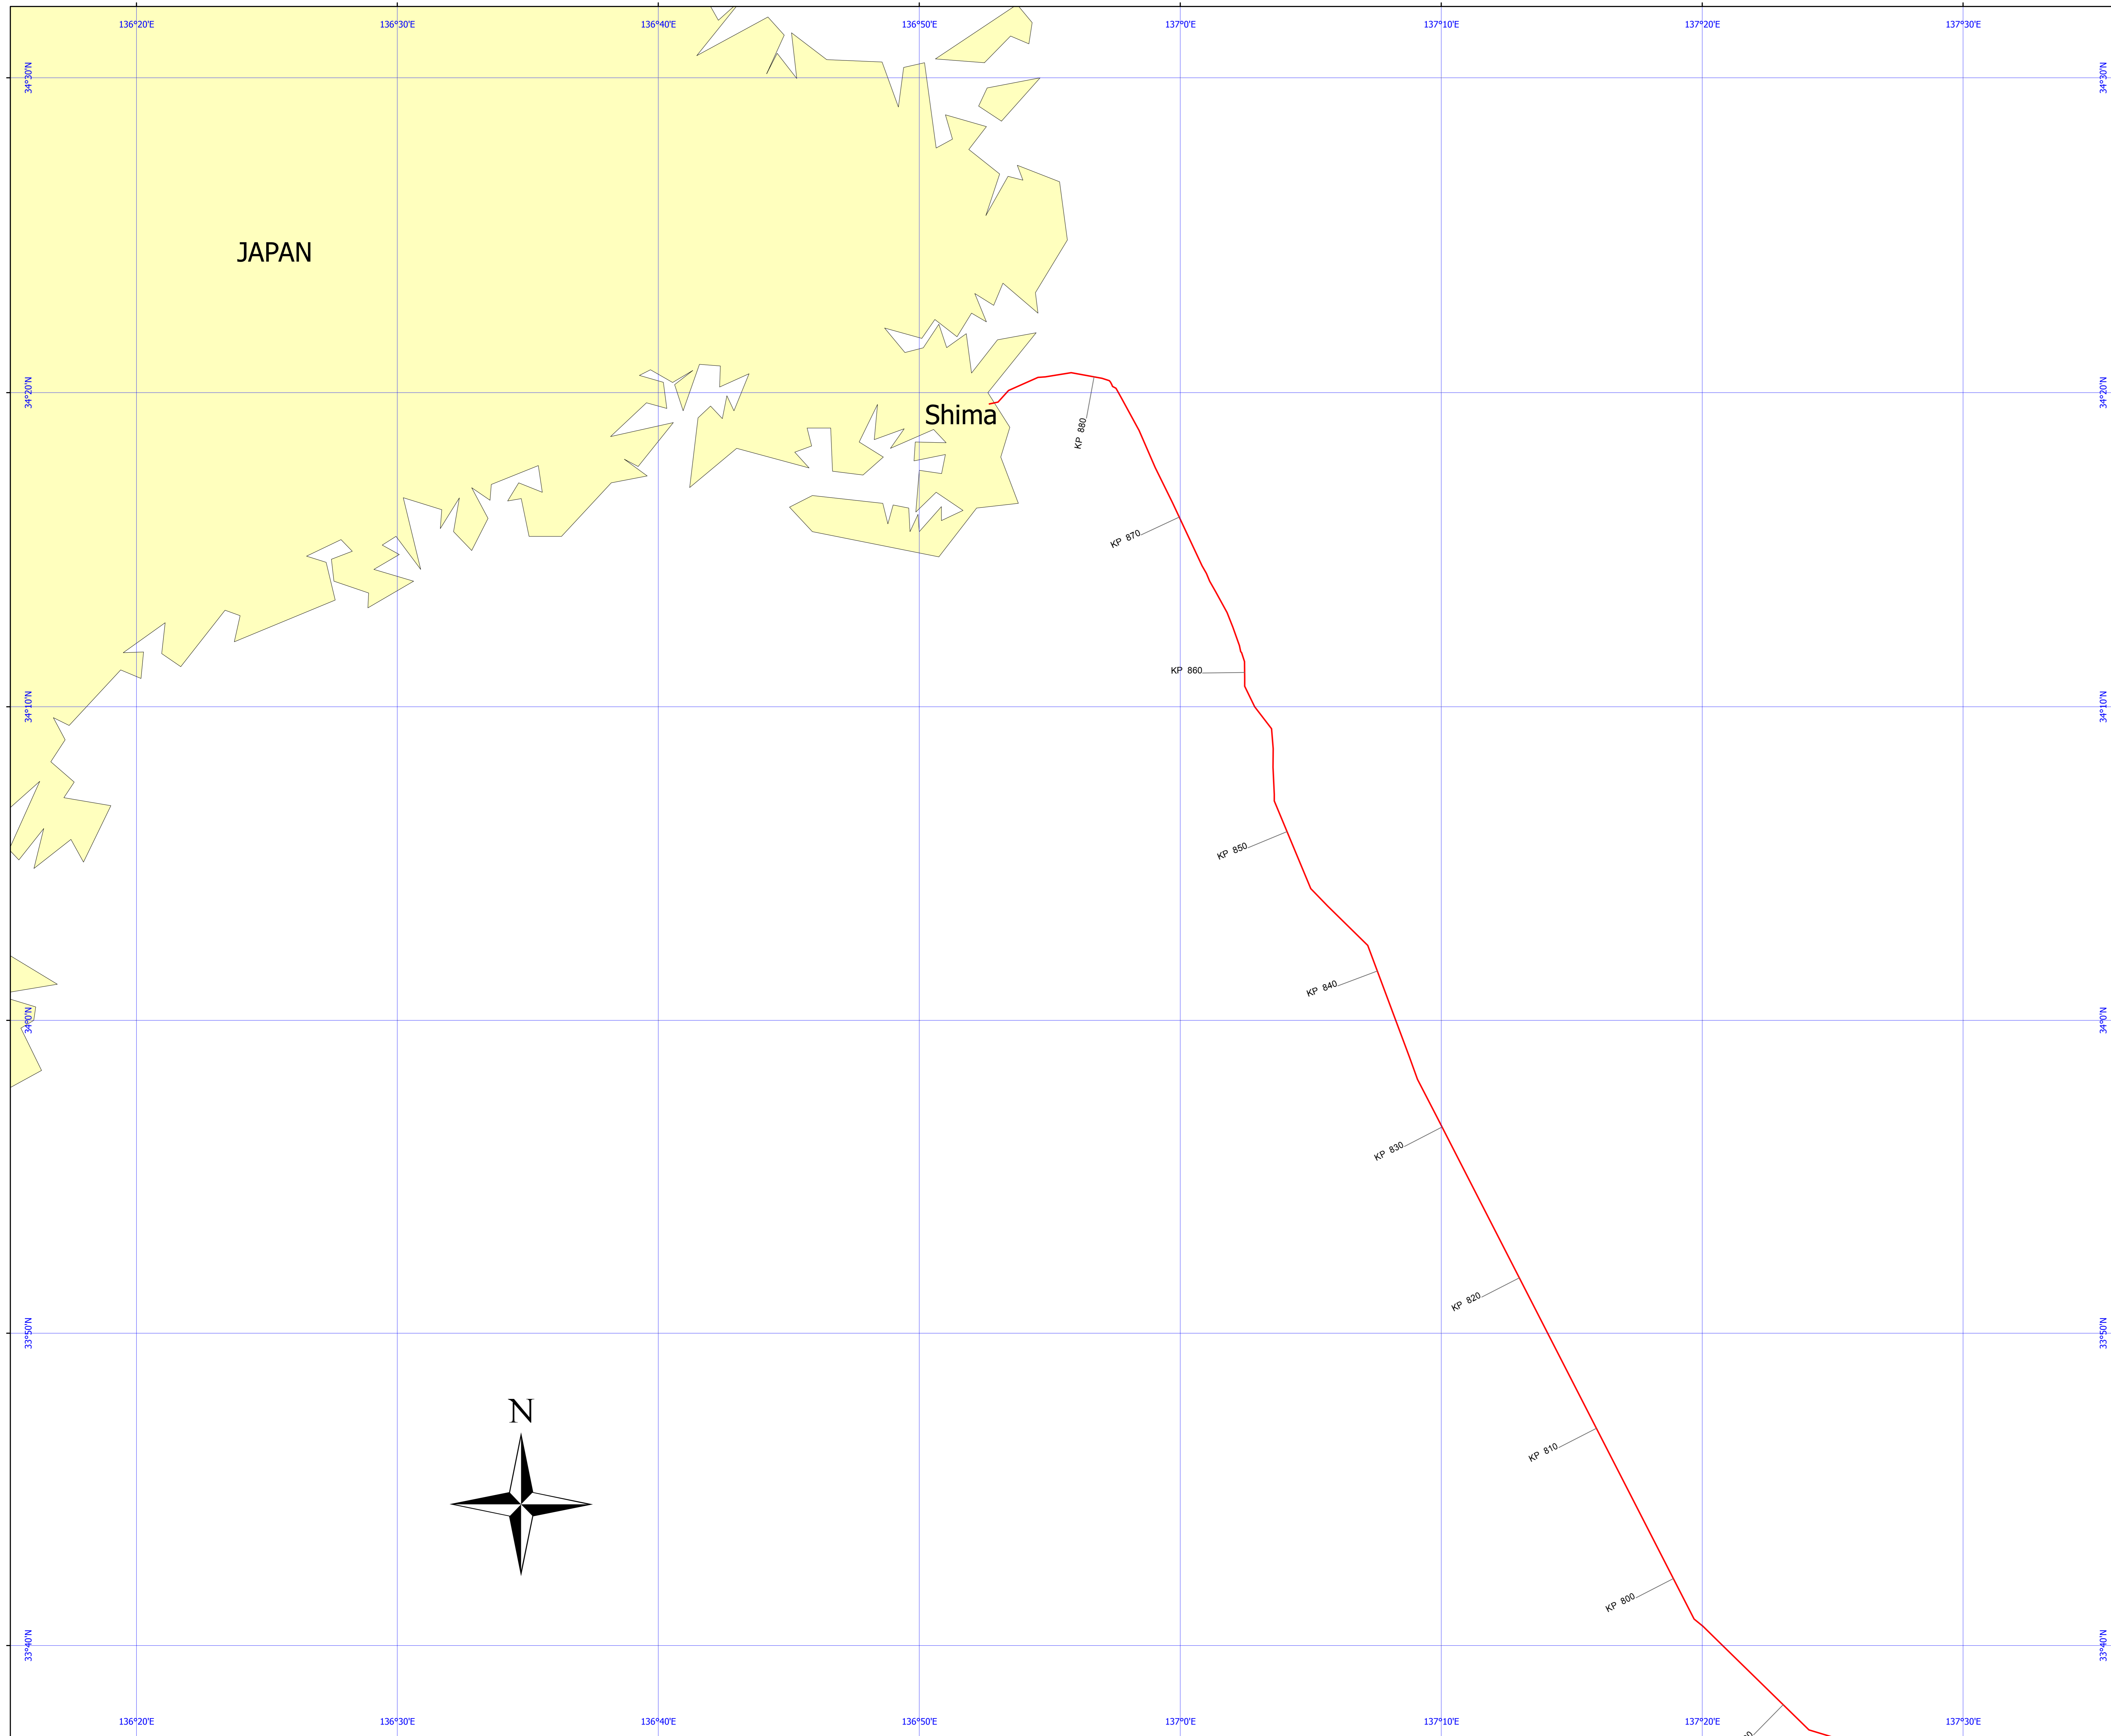 136°20'E 136°30'E 136°40'E 136°50'E 137°0'E 137°10'E 137°20'E 137°30'E
34°30'N 34°30'N
JAPAN
34°20'N 34°20'N
Shima
KP 880
KP 870
KP 860
34°10'N 34°10'N
KP 850
KP 840
34°0'N 34°0'N
KP 830
KP 820
33°50'N 33°50'N
N
KP 810
KP 800
33°40'N 33°40'N
136°20'E 136°30'E 136°40'E 136°50'E 137°0'E 137°10'E 137°20'E 137°30'E